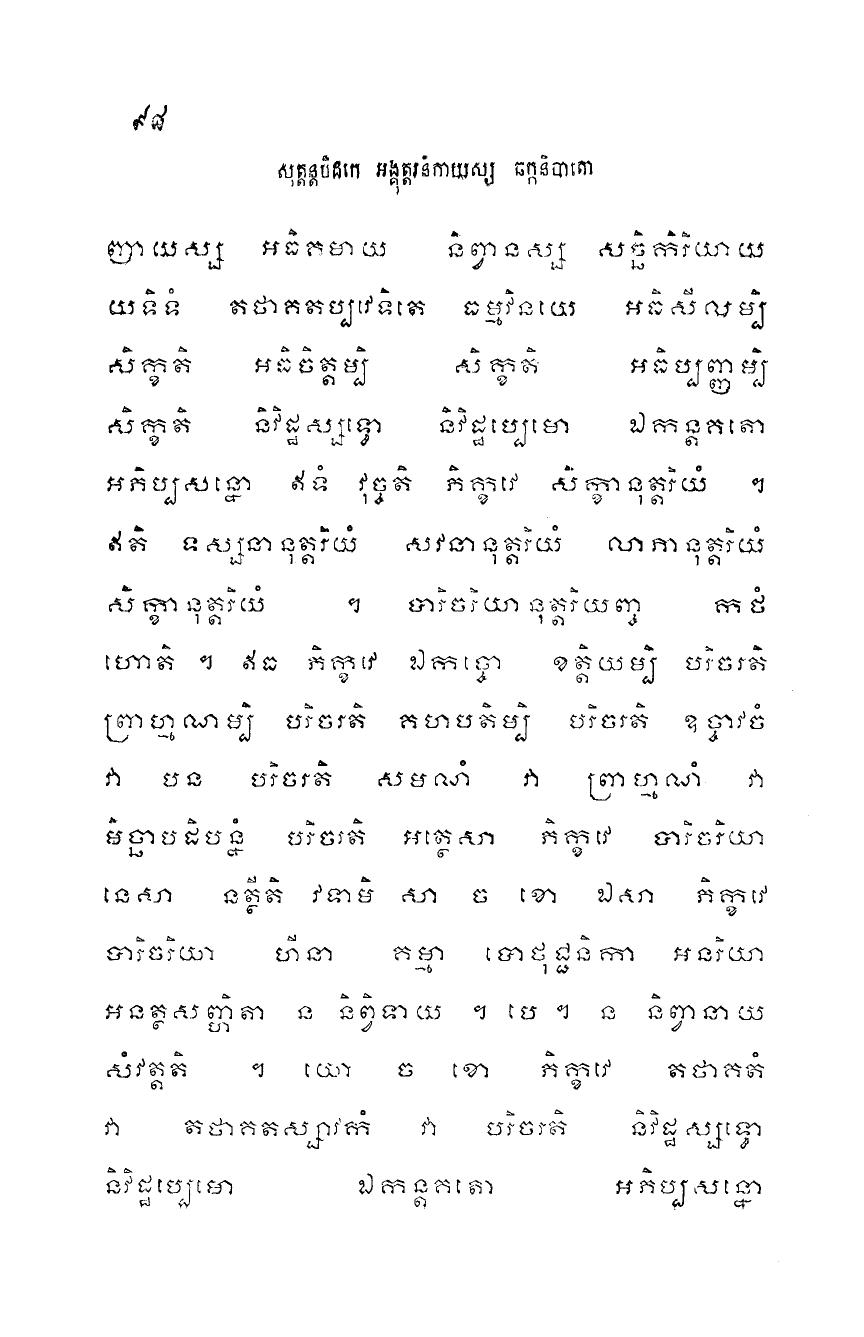 ៩៨
សុត្តន្តបិដកេ អង្គុត្តរនិកាយស្ស ឆក្កនិបាតោ
ញាយស្ស អធិគមាយ និព្វានស្ស សច្ឆិកិរិយាយ
យទិទំ តថាគតប្បវេទិតេ ធម្មវិនយេ អធិសីលម្បិ
សិក្ខតិ អធិចិត្តម្បិ សិក្ខតិ អធិប្បញ្ញម្បិ
សិក្ខតិ និវិដ្ឋស្សទ្ធោ និវិដ្ឋប្បេមោ ឯកន្តគតោ
អភិប្បសន្នោ ឥទំ វុច្ចតិ ភិក្ខវេ សិក្ខានុត្តរិយំ ។
ឥតិ ទស្សនានុត្តរិយំ សវនានុត្តរិយំ លាភានុត្តរិយំ
សិក្ខានុត្តរិយំ ។ បារិចរិយានុត្តរិយញ្ច កថំ
ហោតិ ។ ឥធ ភិក្ខវេ ឯកច្ចោ ខត្តិយម្បិ បរិចរតិ
ព្រាហ្មណម្បិ បរិចរតិ គហបតិម្បិ បរិចរតិ ឧច្ចាវចំ
វា បន បរិចរតិ សមណំ វា ព្រាហ្មណំ វា
មិច្ឆាបដិបន្នំ បរិចរតិ អត្ថេសា ភិក្ខវេ បារិចរិយា
នេសា នត្ថីតិ វទាមិ សា ច ខោ ឯសា ភិក្ខវេ
បារិចរិយា ហីនា គម្មា បោថុជ្ជនិកា អនរិយា
អនត្ថសញ្ហិតា ន និព្វិទាយ ។ បេ ។ ន និព្វានាយ
សំវត្តតិ ។ យោ ច ខោ ភិក្ខវេ តថាគតំ
វា តថាគតស្សាវកំ វា បរិចរតិ និវិដ្ឋស្សទ្ធោ
និវិដ្ឋប្បេមោ ឯកន្តគតោ អភិប្បសន្នោ